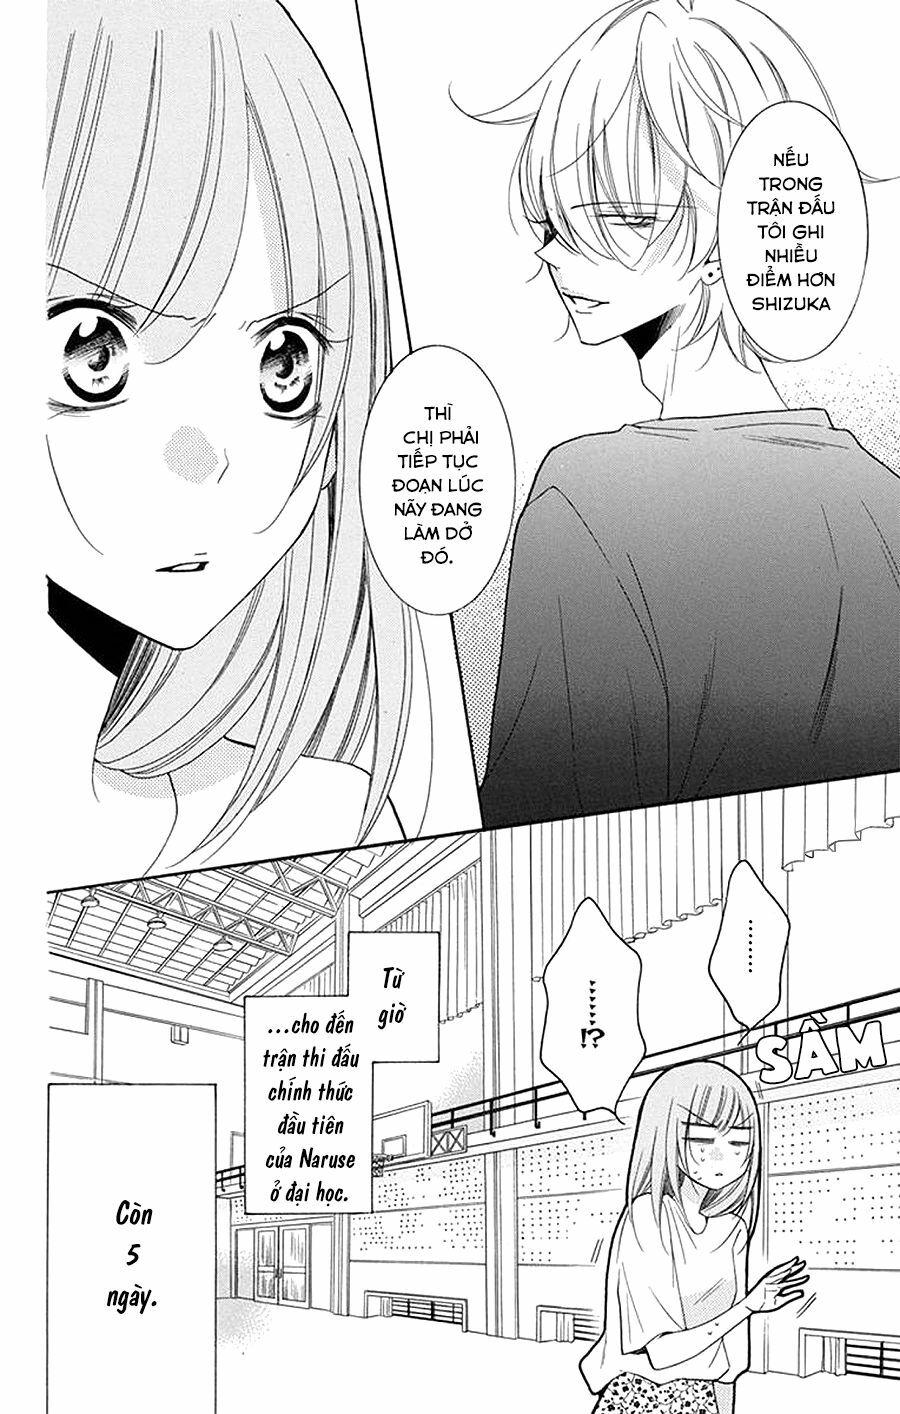 NẾU
TRONG
TRẬN ĐẤU
TÔI GHI
NHIỀU
ĐIỂM HƠN
SHIZUKA
THÌ
CHỊ PHẢI
TIẾP TỤC
ĐOẠN LÚC
NÃY ĐANG
LÀM DỞ
ĐÓ.
.........
......!?
SẦM
Từ
giờ
...cho đến
trận thi đấu
chính thức
đầu tiên
của Naruse
ở đại học.
Còn
5
ngày.